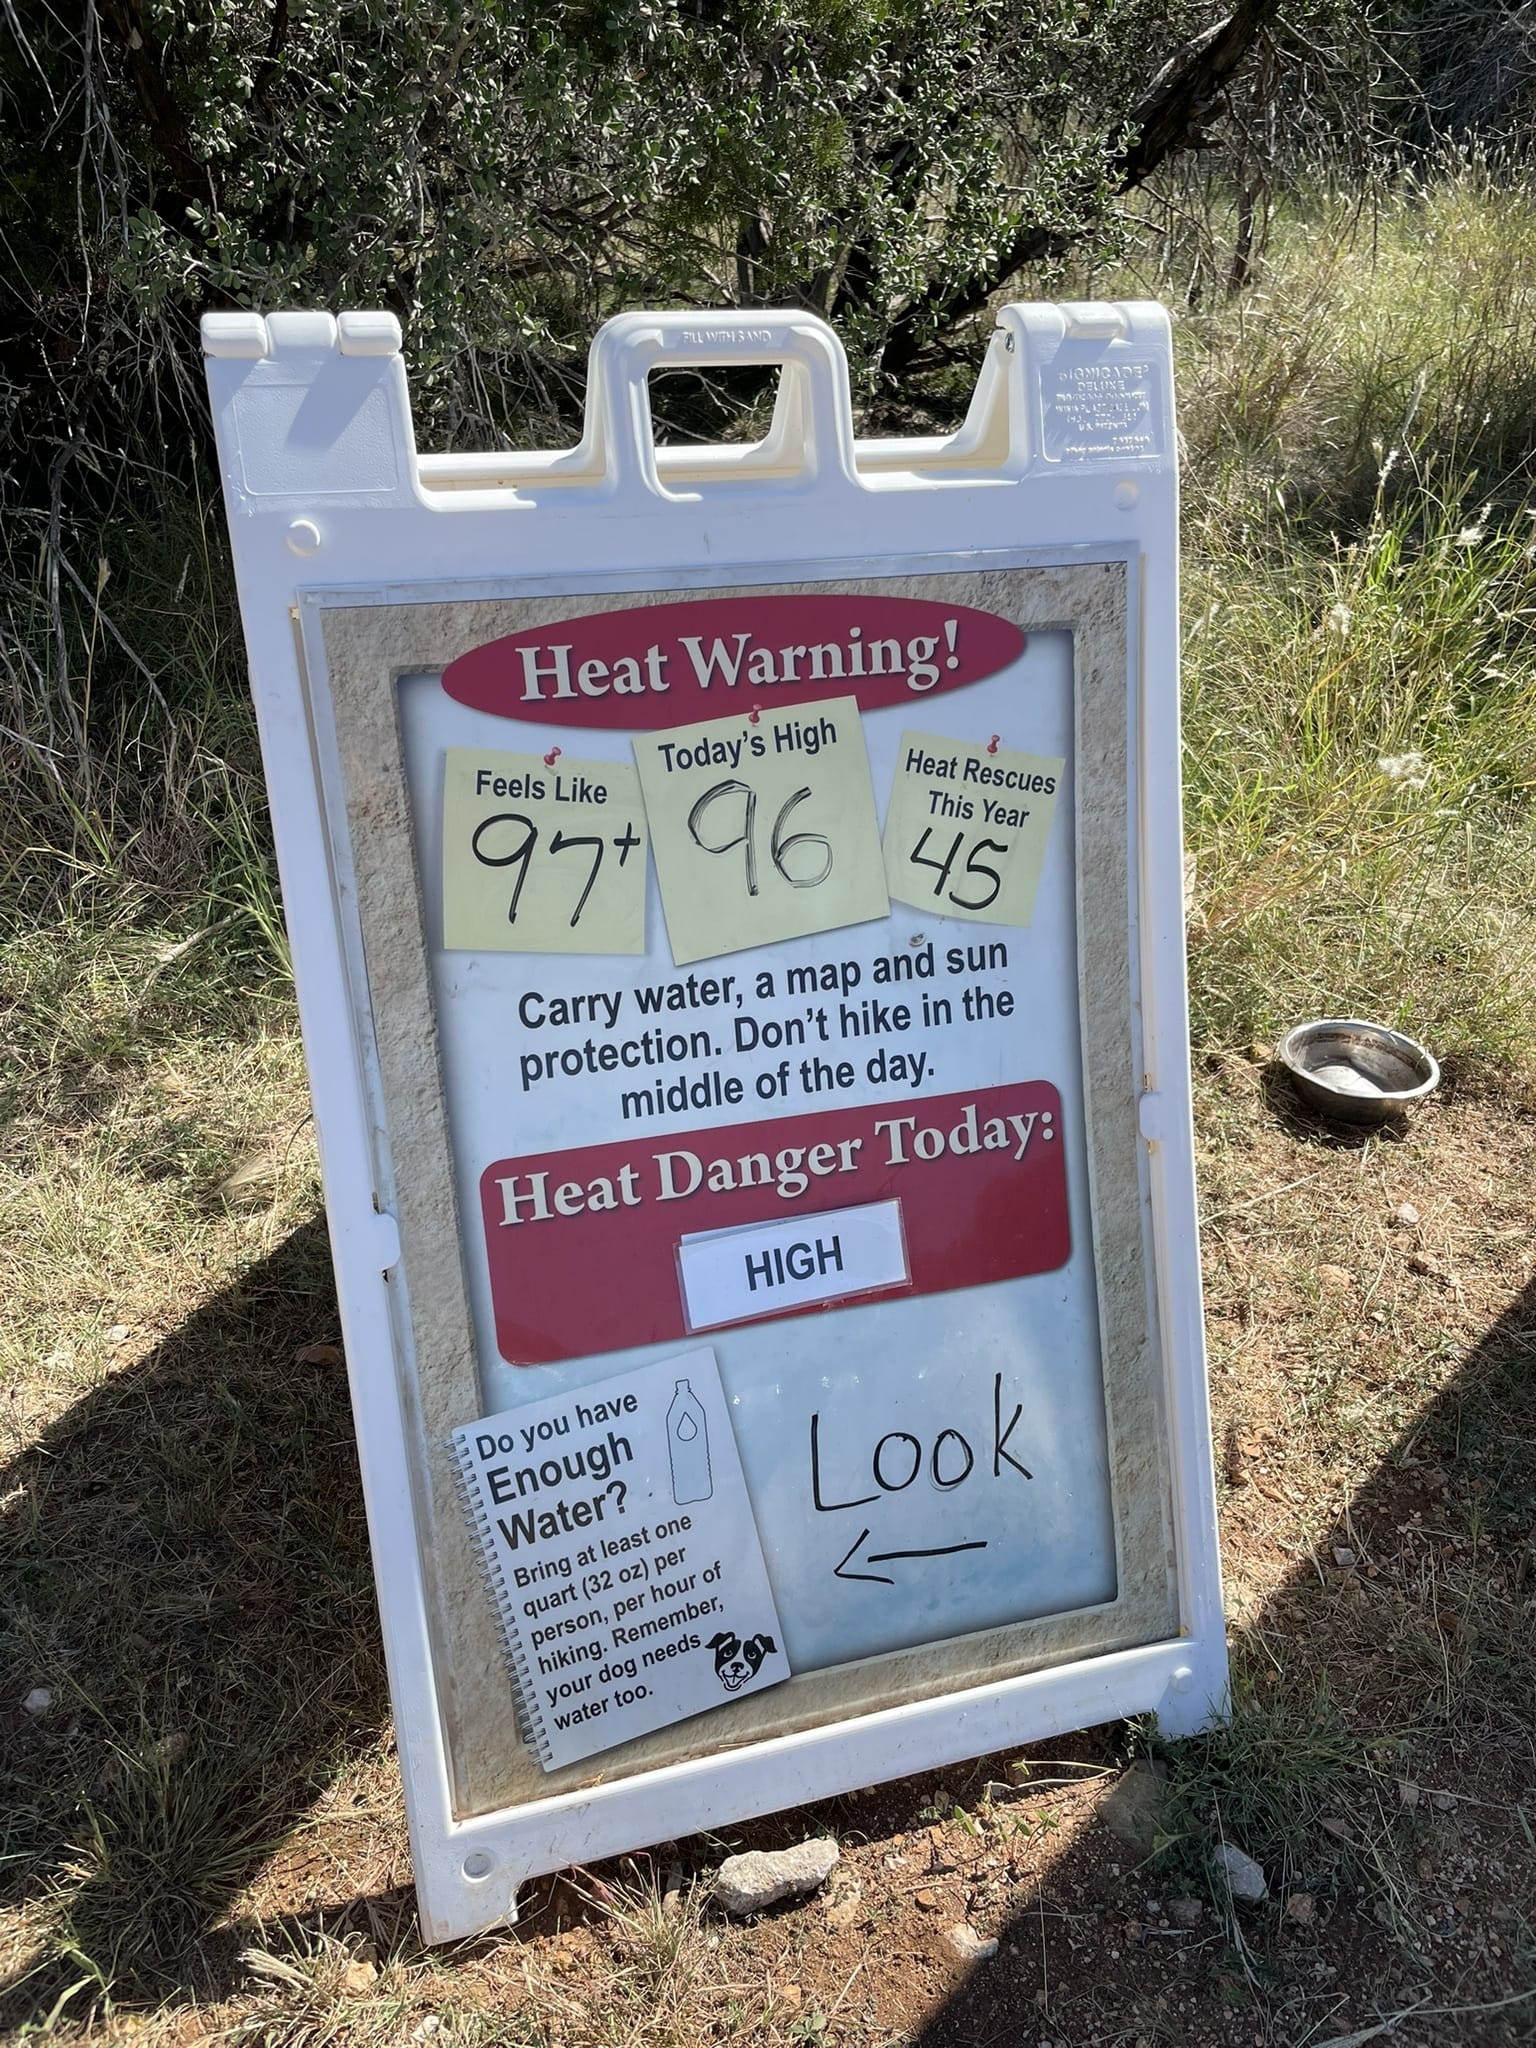 FILL WITH SAND
SIGNICADE®
DELUXE
U.S. PATENTS
Heat Warning!
Feels Like
97+
Today's High
96
Heat Rescues
This Year
45
Carry water, a map and sun
protection. Don't hike in the
middle of the day.
Heat Danger Today:
HIGH
Do you have
Enough
Water?
Bring at least one
quart (32 oz) per
person, per hour of
hiking. Remember,
your dog needs
water too.
Look
←